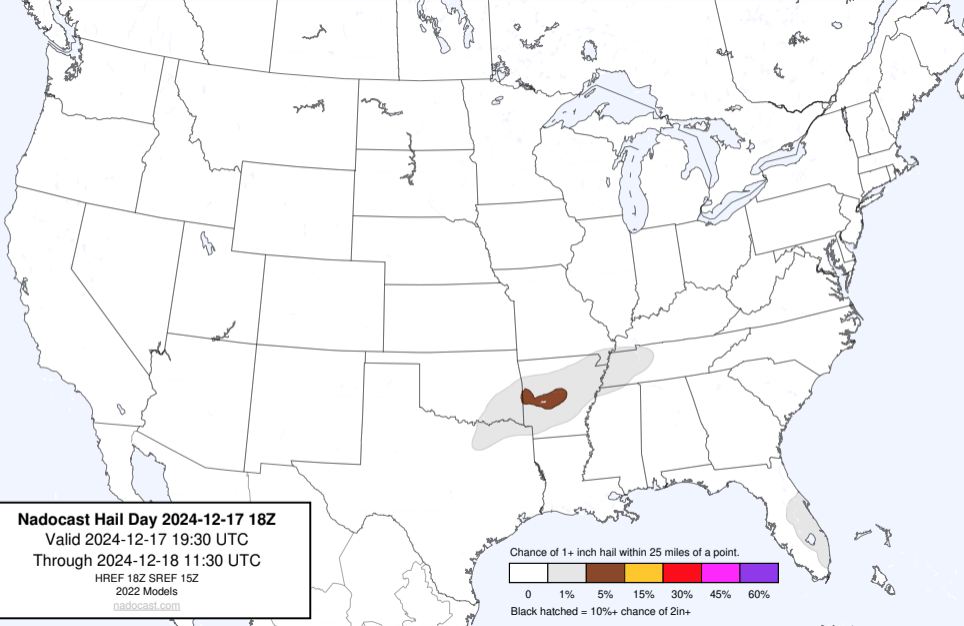 Nadocast Hail Day 2024-12-17 18Z
Valid 2024-12-17 19:30 UTC
Through 2024-12-18 11:30 UTC
HREF 18Z SREF 15Z
2022 Models
nadocast.com
Chance of 1+ inch hail within 25 miles of a point.
0 1% 5% 15% 30% 45% 60%
Black hatched = 10%+ chance of 2in+